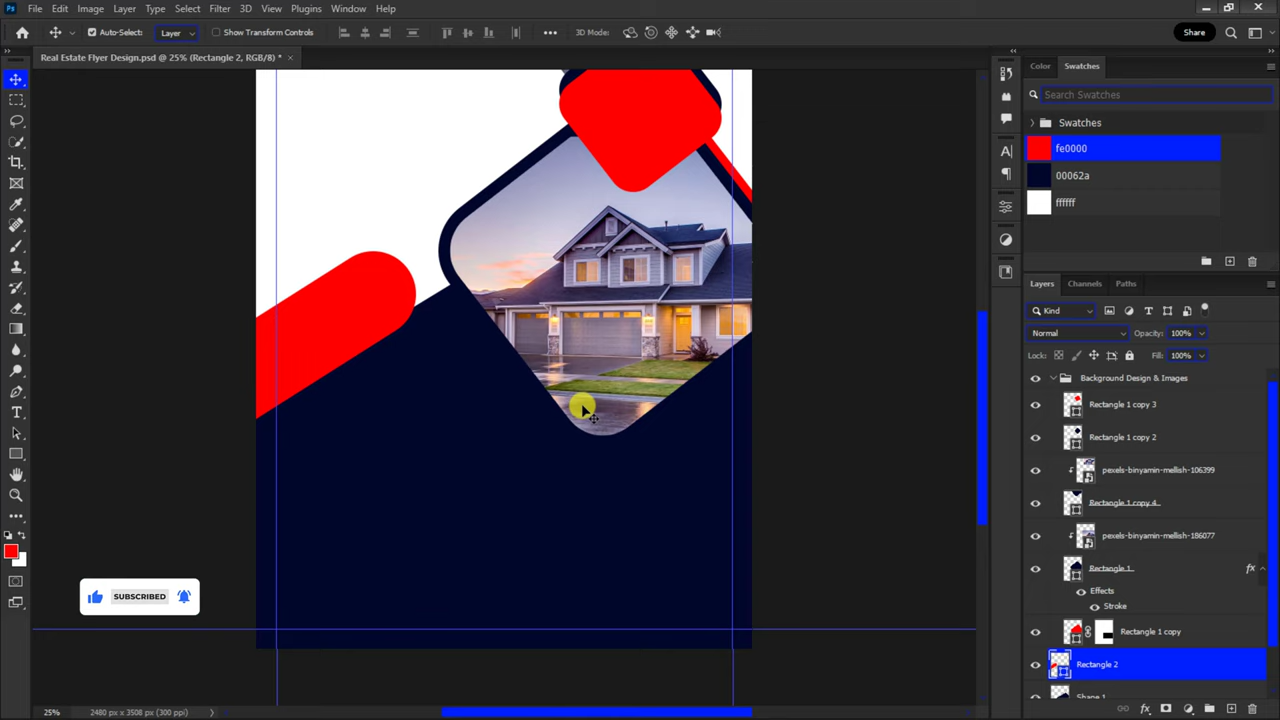 Ps File Edit Image Layer Type Select Filter 3D View Plugins Window Help
Auto-Select: Layer Show Transform Controls 3D Mode: Share
Real Estate Flyer Design.psd @ 25% (Rectangle 2, RGB/8) *
Color Swatches
Search Swatches
Swatches
fe0000
00062a
ffffff
Layers Channels Paths
Kind
Normal Opacity: 100%
Lock: Fill: 100%
Background Design & Images
Rectangle 1 copy 3
Rectangle 1 copy 2
pexels-binyamin-mellish-106399
Rectangle 1 copy 4
pexels-binyamin-mellish-186077
Rectangle 1 fx
Effects
Stroke
Rectangle 1 copy
Rectangle 2
Shape 1
SUBSCRIBED
25% 2480 px x 3508 px (300 ppi)
fx